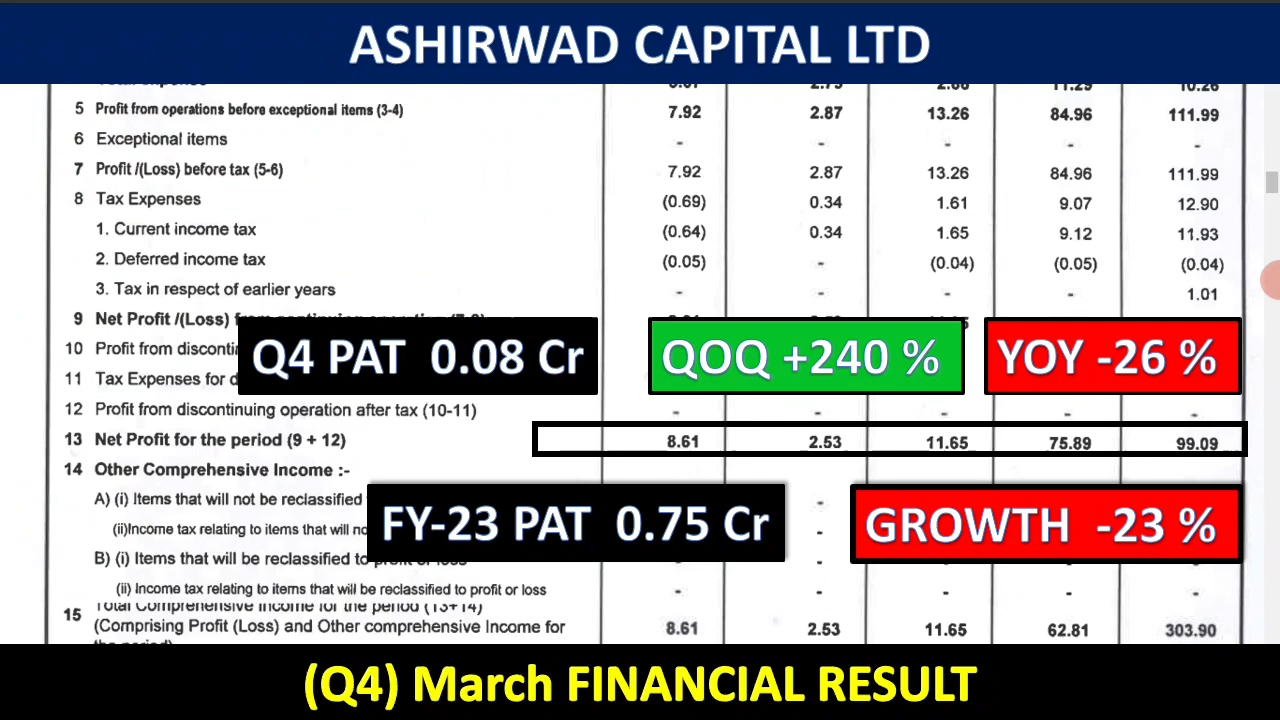 ASHIRWAD CAPITAL LTD
5 Profit from operations before exceptional items (3-4) 7.92 2.87 13.26 84.96 111.99
6 Exceptional items - - - - -
7 Profit /(Loss) before tax (5-6) 7.92 2.87 13.26 84.96 111.99
8 Tax Expenses (0.69) 0.34 1.61 9.07 12.90
1. Current income tax (0.64) 0.34 1.65 9.12 11.93
2. Deferred income tax (0.05) - (0.04) (0.05) (0.04)
3. Tax in respect of earlier years - - - - 1.01
9 Net Profit /(Loss)
Q4 PAT 0.08 Cr QOQ +240 % YOY -26 %
10 Profit from
11 Tax Expenses for
12 Profit from discontinuing operation after tax (10-11) - - - - -
13 Net Profit for the period (9 + 12) 8.61 2.53 11.65 75.89 99.09
14 Other Comprehensive Income :-
A) (i) Items that will not be reclassified -
FY-23 PAT 0.75 Cr GROWTH -23 %
(ii)Income tax relating to items that will -
B) (i) Items that will be reclassified to
(ii) Income tax relating to items that will be reclassified to profit or loss - - - - -
15 Total Comprehensive Income for the period (13+14)
(Comprising Profit (Loss) and Other comprehensive Income for 8.61 2.53 11.65 62.81 303.90
(Q4) March FINANCIAL RESULT